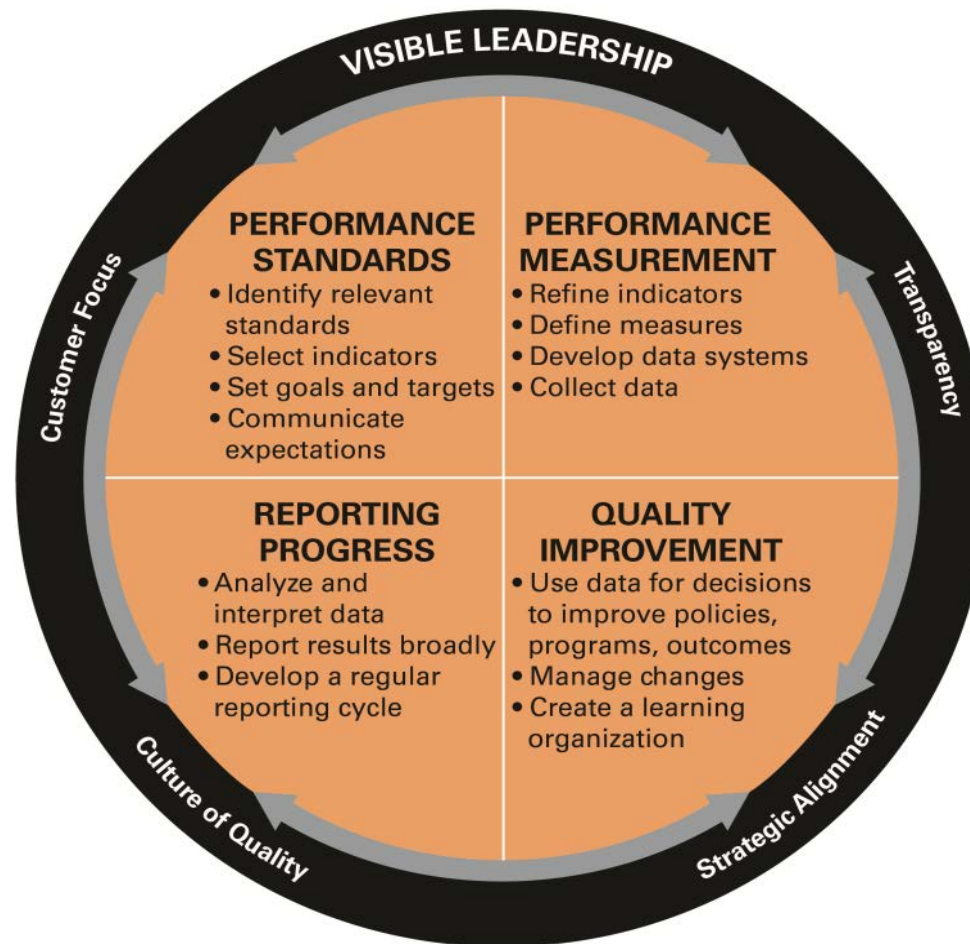 VISIBLE LEADERSHIP
Customer Focus
Transparency
PERFORMANCE
STANDARDS
• Identify relevant
standards
• Select indicators
• Set goals and targets
• Communicate
expectations
PERFORMANCE
MEASUREMENT
• Refine indicators
• Define measures
• Develop data systems
• Collect data
REPORTING
PROGRESS
• Analyze and
interpret data
• Report results broadly
• Develop a regular
reporting cycle
QUALITY
IMPROVEMENT
• Use data for decisions
to improve policies,
programs, outcomes
• Manage changes
• Create a learning
organization
Culture of Quality
Strategic Alignment